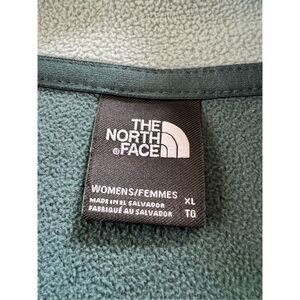 THE
NORTH
FACE
WOMENS/FEMMES XL
MADE IN EL SALVADOR
FABRIQUÉ AU SALVADOR TG